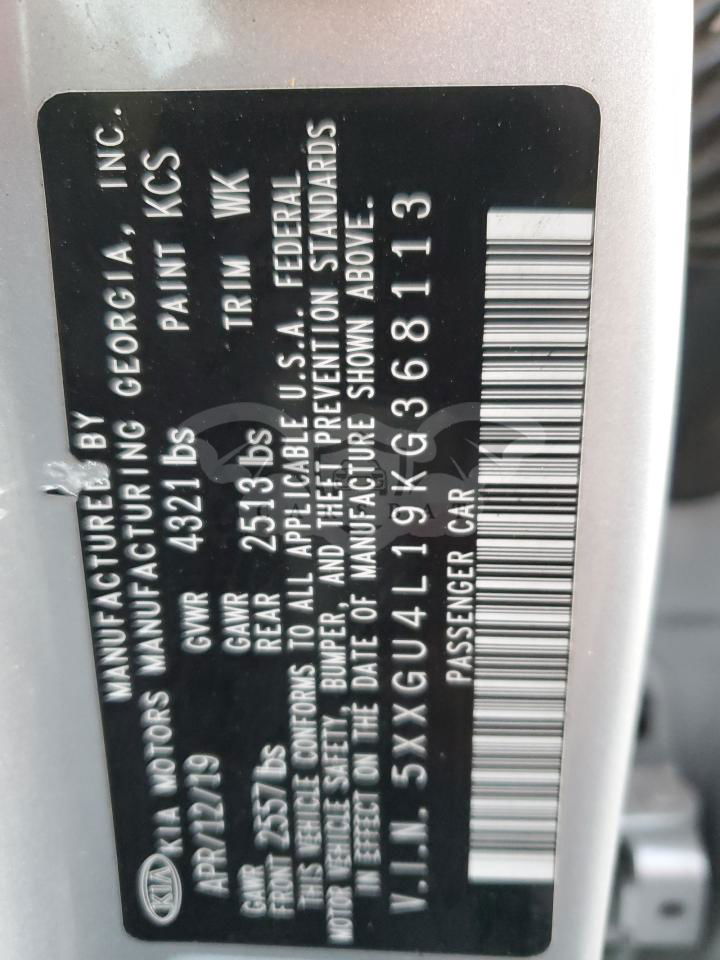 MANUFACTURED BY
KIA KIA MOTORS MANUFACTURING GEORGIA, INC.
APR/12/19 GVWR 4321 lbs PAINT KCS
GAWR FRONT 2557 lbs GAWR REAR 2513 lbs TRIM WK
THIS VEHICLE CONFORMS TO ALL APPLICABLE U.S.A. FEDERAL
MOTOR VEHICLE SAFETY, BUMPER, AND THEFT PREVENTION STANDARDS
IN EFFECT ON THE DATE OF MANUFACTURE SHOWN ABOVE.
V.I.N. 5XXGU4L19KG368113
PASSENGER CAR